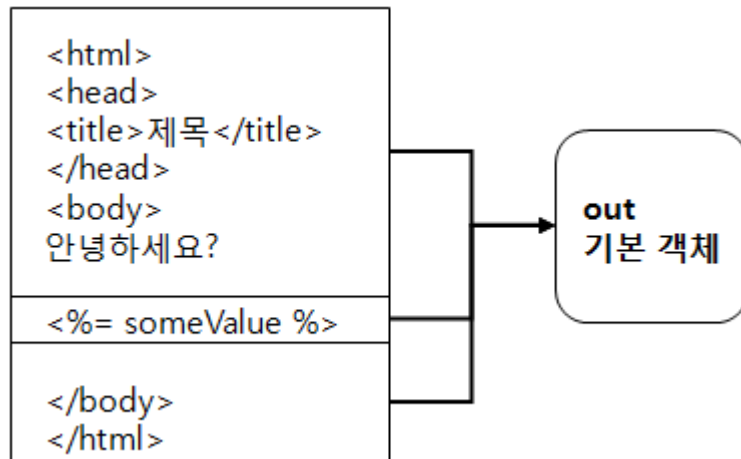 <html>
<head>
<title>제목</title>
</head>
<body>
안녕하세요?
<%= someValue %>
</body>
</html>
out
기본 객체